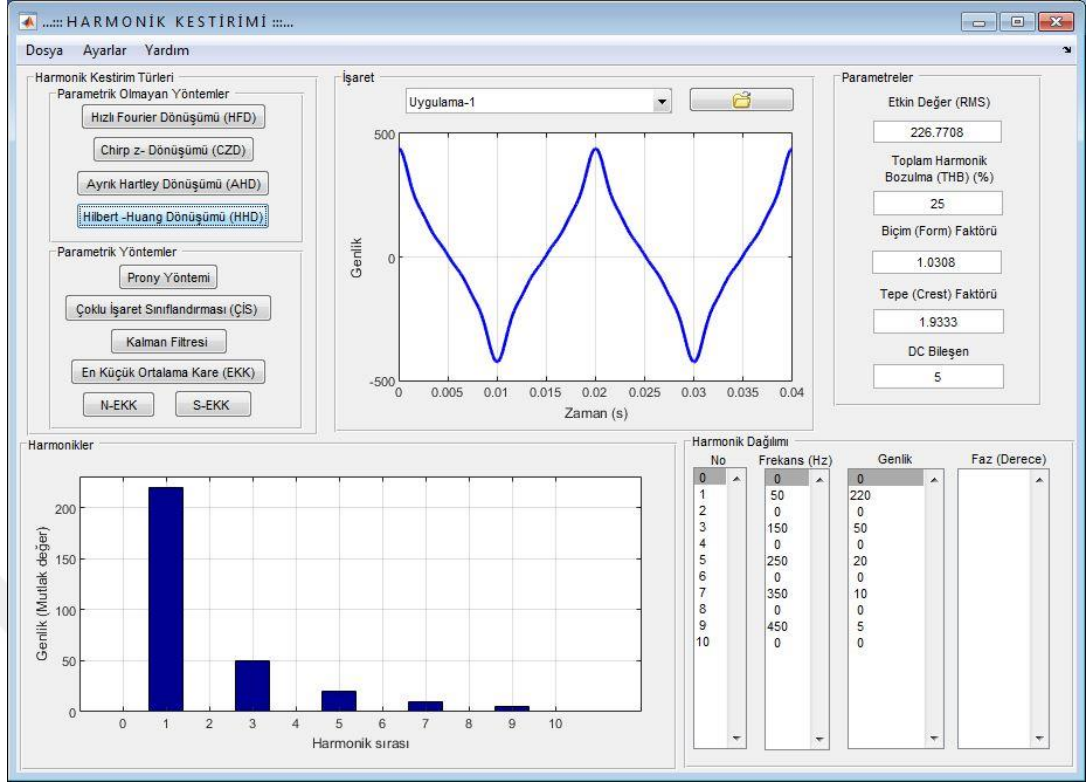 ...::: HARMONİK KESTİRİMİ :::...
Dosya Ayarlar Yardım
Harmonik Kestirim Türleri
Parametrik Olmayan Yöntemler
Hızlı Fourier Dönüşümü (HFD)
Chirp z- Dönüşümü (CZD)
Ayrık Hartley Dönüşümü (AHD)
Hilbert -Huang Dönüşümü (HHD)
Parametrik Yöntemler
Prony Yöntemi
Çoklu İşaret Sınıflandırması (ÇİS)
Kalman Filtresi
En Küçük Ortalama Kare (EKK)
N-EKK S-EKK
İşaret
Uygulama-1
500
0
-500
Genlik
0 0.005 0.01 0.015 0.02 0.025 0.03 0.035 0.04
Zaman (s)
Parametreler
Etkin Değer (RMS)
226.7708
Toplam Harmonik
Bozulma (THB) (%)
25
Biçim (Form) Faktörü
1.0308
Tepe (Crest) Faktörü
1.9333
DC Bileşen
5
Harmonikler
Genlik (Mutlak değer)
200
150
100
50
0
0 1 2 3 4 5 6 7 8 9 10
Harmonik sırası
Harmonik Dağılımı
No Frekans (Hz) Genlik Faz (Derece)
0 0 0
1 50 220
2 0 0
3 150 50
4 0 0
5 250 20
6 0 0
7 350 10
8 0 0
9 450 5
10 0 0